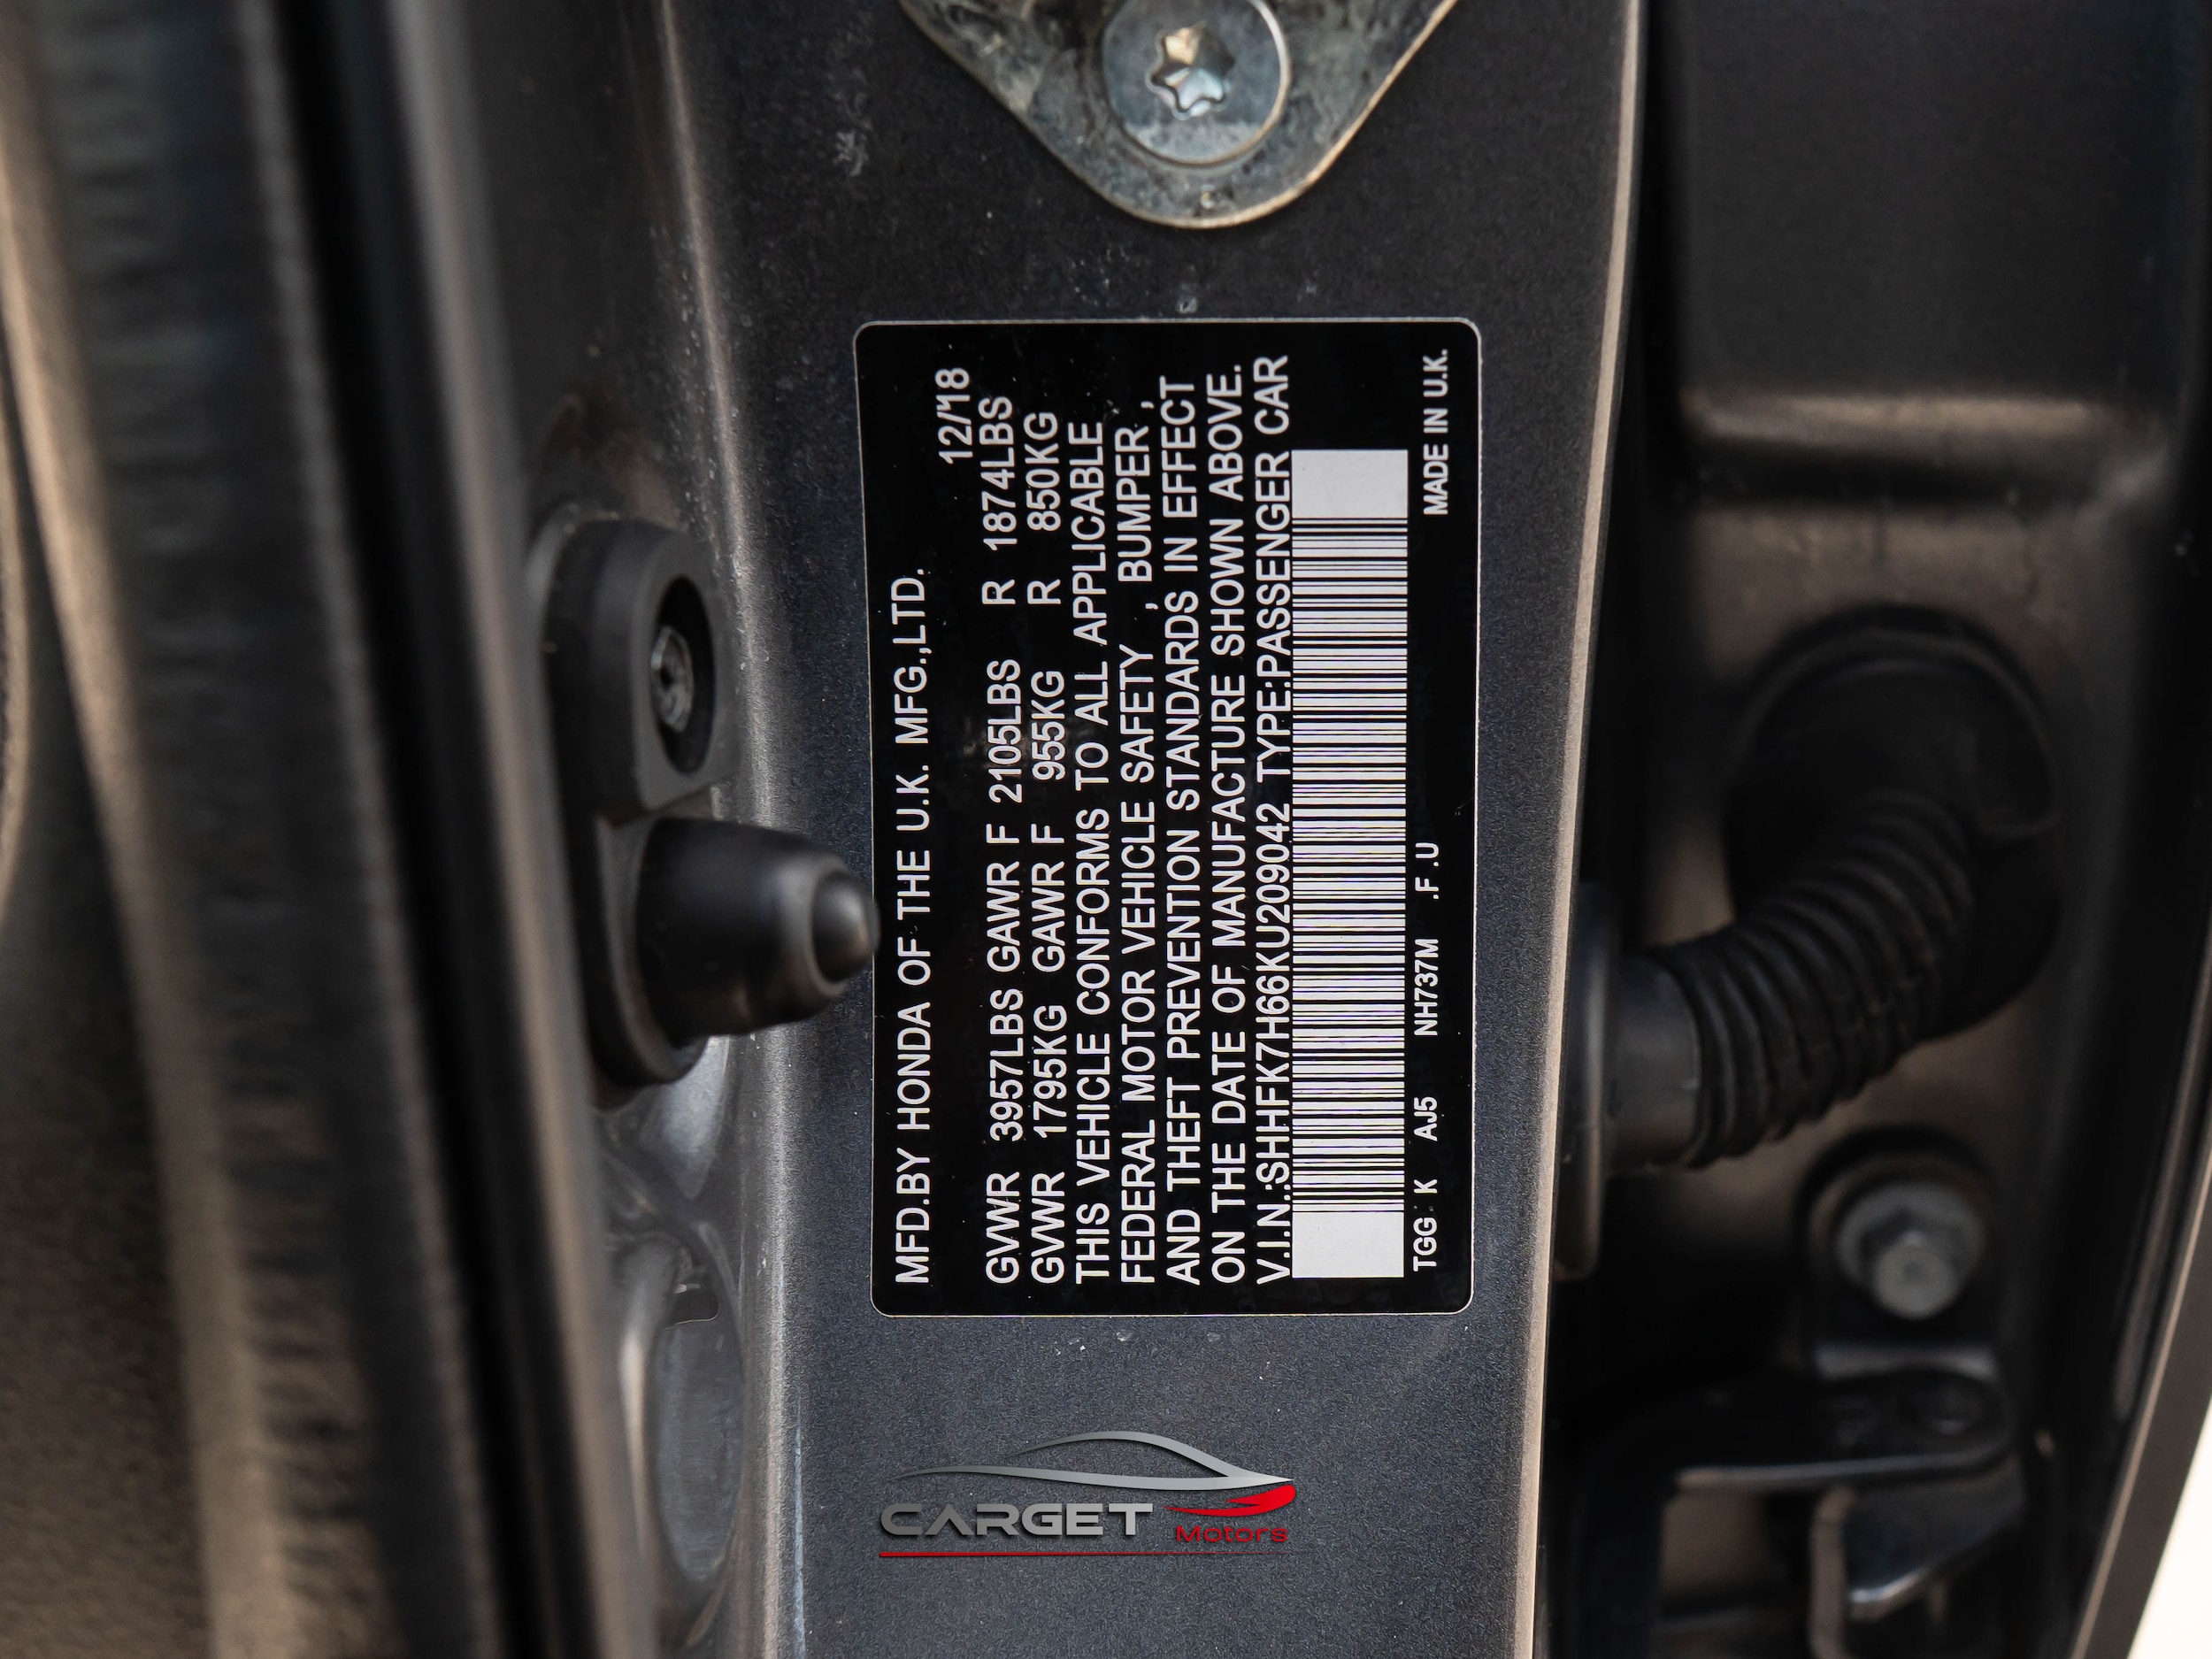 MFD.BY HONDA OF THE U.K. MFG.,LTD.
12/18
GVWR 3957LBS GAWR F 2105LBS R 1874LBS
GVWR 1795KG GAWR F 955KG R 850KG
THIS VEHICLE CONFORMS TO ALL APPLICABLE
FEDERAL MOTOR VEHICLE SAFETY , BUMPER ,
AND THEFT PREVENTION STANDARDS IN EFFECT
ON THE DATE OF MANUFACTURE SHOWN ABOVE.
V.I.N.:SHHFK7H66KU209042 TYPE:PASSENGER CAR
TGG K AJ5 NH737M .F .U MADE IN U.K.
CARGET
Motors